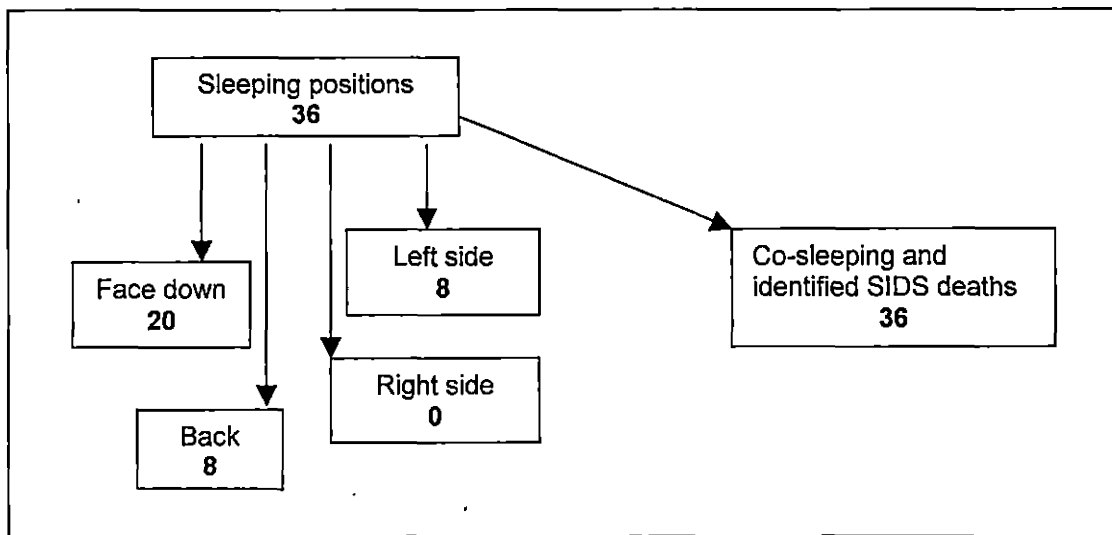 Sleeping positions
36
Left side
8
Co-sleeping and
identified SIDS deaths
36
Face down
20
Right side
0
Back
8